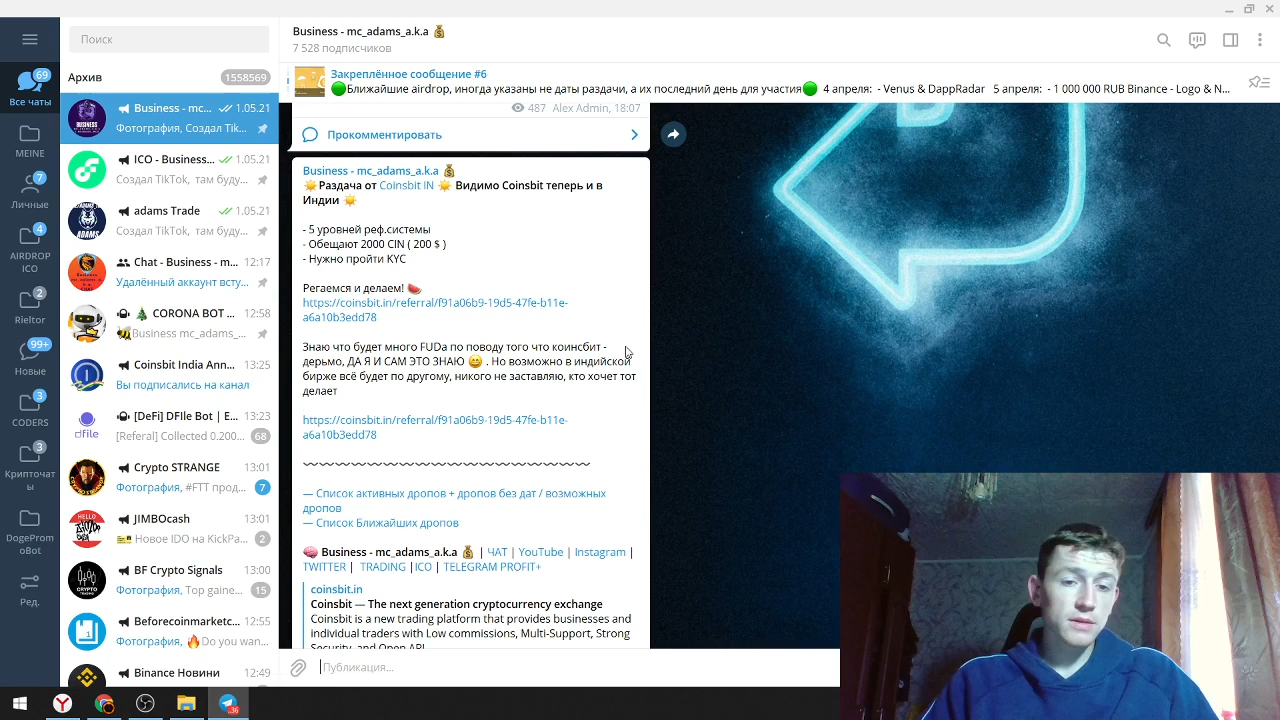 Поиск
Архив
1558569
69
Все чаты
MEINE
7
Личные
4
AIRDROP
ICO
2
Rieltor
99+
Новые
3
CODERS
3
Крипточат
ы
DogeProm
oBot
Ред.
Business - mc... 1.05.21
Фотография, Создал Tik...
ICO - Business... 1.05.21
Создал TikTok, там буду...
adams Trade 1.05.21
Создал TikTok, там буду...
Chat - Business - m... 12:17
Удалённый аккаунт всту...
CORONA BOT ... 12:58
Business mc_adams_...
Coinsbit India Ann... 13:25
Вы подписались на канал
[DeFi] DFIle Bot | E... 13:23
dfile
[Referal] Collected 0.200... 68
Crypto STRANGE 13:01
Фотография, #FTT прод... 7
JIMBOcash 13:01
Новое IDO на KickPa... 2
BF Crypto Signals 13:00
Фотография, Top gaine... 15
Beforecoinmarketc... 12:55
Фотография, 🔥Do you wan...
Binance Новини 12:49
Business - mc_adams_a.k.a 💰
7 528 подписчиков
Закреплённое сообщение #6
🟢Ближайшие airdrop, иногда указаны не даты раздачи, а их последний день для участия🟢 4 апреля: - Venus & DappRadar 5 апреля: - 1 000 000 RUB Binance - Logo & N...
487 Alex Admin, 18:07
Прокомментировать
Business - mc_adams_a.k.a 💰
☀️Раздача от Coinsbit IN ☀️ Видимо Coinsbit теперь и в
Индии ☀️
- 5 уровней реф.системы
- Обещают 2000 CIN ( 200 $ )
- Нужно пройти KYC
Регаемся и делаем! 🍉
https://coinsbit.in/referral/f91a06b9-19d5-47fe-b11e-
a6a10b3edd78
Знаю что будет много FUDа по поводу того что коинсбит -
дерьмо, ДА Я И САМ ЭТО ЗНАЮ 😄 . Но возможно в индийской
бирже всё будет по другому, никого не заставляю, кто хочет тот
делает
https://coinsbit.in/referral/f91a06b9-19d5-47fe-b11e-
a6a10b3edd78
— Список активных дропов + дропов без дат / возможных
дропов
— Список Ближайших дропов
🧠 Business - mc_adams_a.k.a 💰 | ЧАТ | YouTube | Instagram |
TWITTER | TRADING |ICO | TELEGRAM PROFIT+
coinsbit.in
Coinsbit — The next generation cryptocurrency exchange
Coinsbit is a new trading platform that provides businesses and
individual traders with Low commissions, Multi-Support, Strong
Security, and Open API
Публикация...